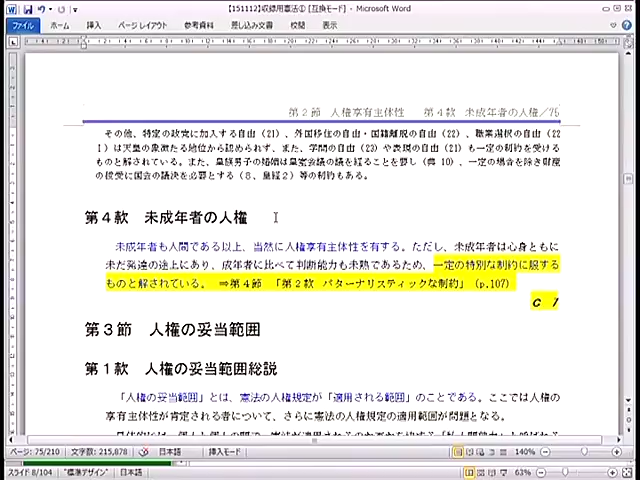 【151112】収録用憲法① [互換モード] - Microsoft Word
ファイル ホーム 挿入 ページ レイアウト 参考資料 差し込み文書 校閲 表示
第2節 人権享有主体性 第4款 未成年者の人権/75
その他、特定の政党に加入する自由（21）、外国移住の自由・国籍離脱の自由（22）、職業選択の自由（22
Ⅰ）は天皇の象徴たる地位から認められず、また、学問の自由（23）や表現の自由（21）も一定の制約を受ける
ものと解されている。また、皇族男子の婚姻は皇室会議の議を経ることを要し（典10）、一定の場合を除き財産
の授受に国会の議決を必要とする（8、皇経2）等の制約もある。
第4款 未成年者の人権
未成年者も人間である以上、当然に人権享有主体性を有する。ただし、未成年者は心身ともに
未だ発達の途上にあり、成年者に比べて判断能力も未熟であるため、一定の特別な制約に服する
ものと解されている。 ⇒第4節 「第2款 パターナリスティックな制約」（p.107）
C 7
第3節 人権の妥当範囲
第1款 人権の妥当範囲総説
「人権の妥当範囲」とは、憲法の人権規定が「適用される範囲」のことである。ここでは人権の
享有主体性が肯定される者について、さらに憲法の人権規定の適用範囲が問題となる。
ページ: 75/210 文字数: 215,878 日本語 挿入モード 140%
スライド 8/104 "標準デザイン" 日本語 63%